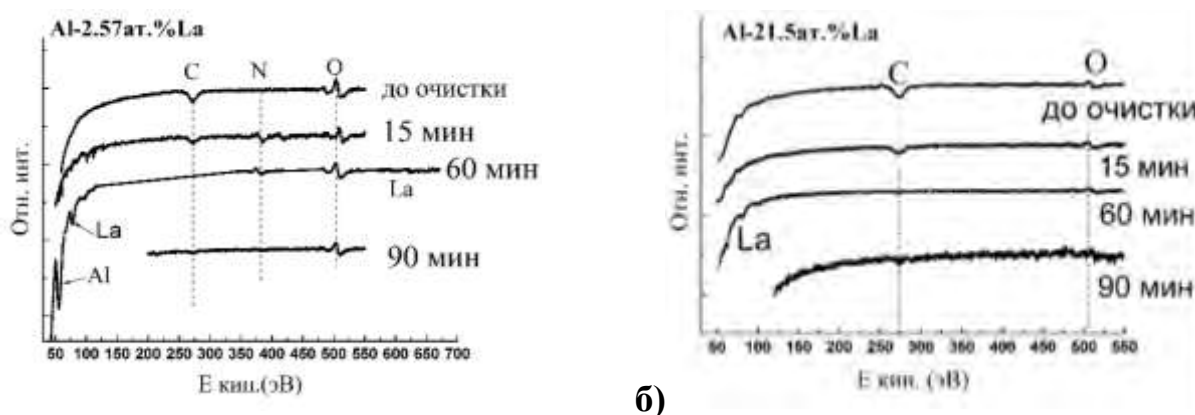 Al-2.57ат.%La
C N O
до очистки
15 мин
60 мин
La
La
90 мин
Al
Отн. инт.
50 100 150 200 250 300 350 400 450 500 550 600 650 700
Е кин.(эВ)
Al-21.5ат.%La
C O
до очистки
15 мин
60 мин
La
90 мин
Отн. инт.
50 100 150 200 250 300 350 400 450 500 550
Е кин. (эВ)
б)